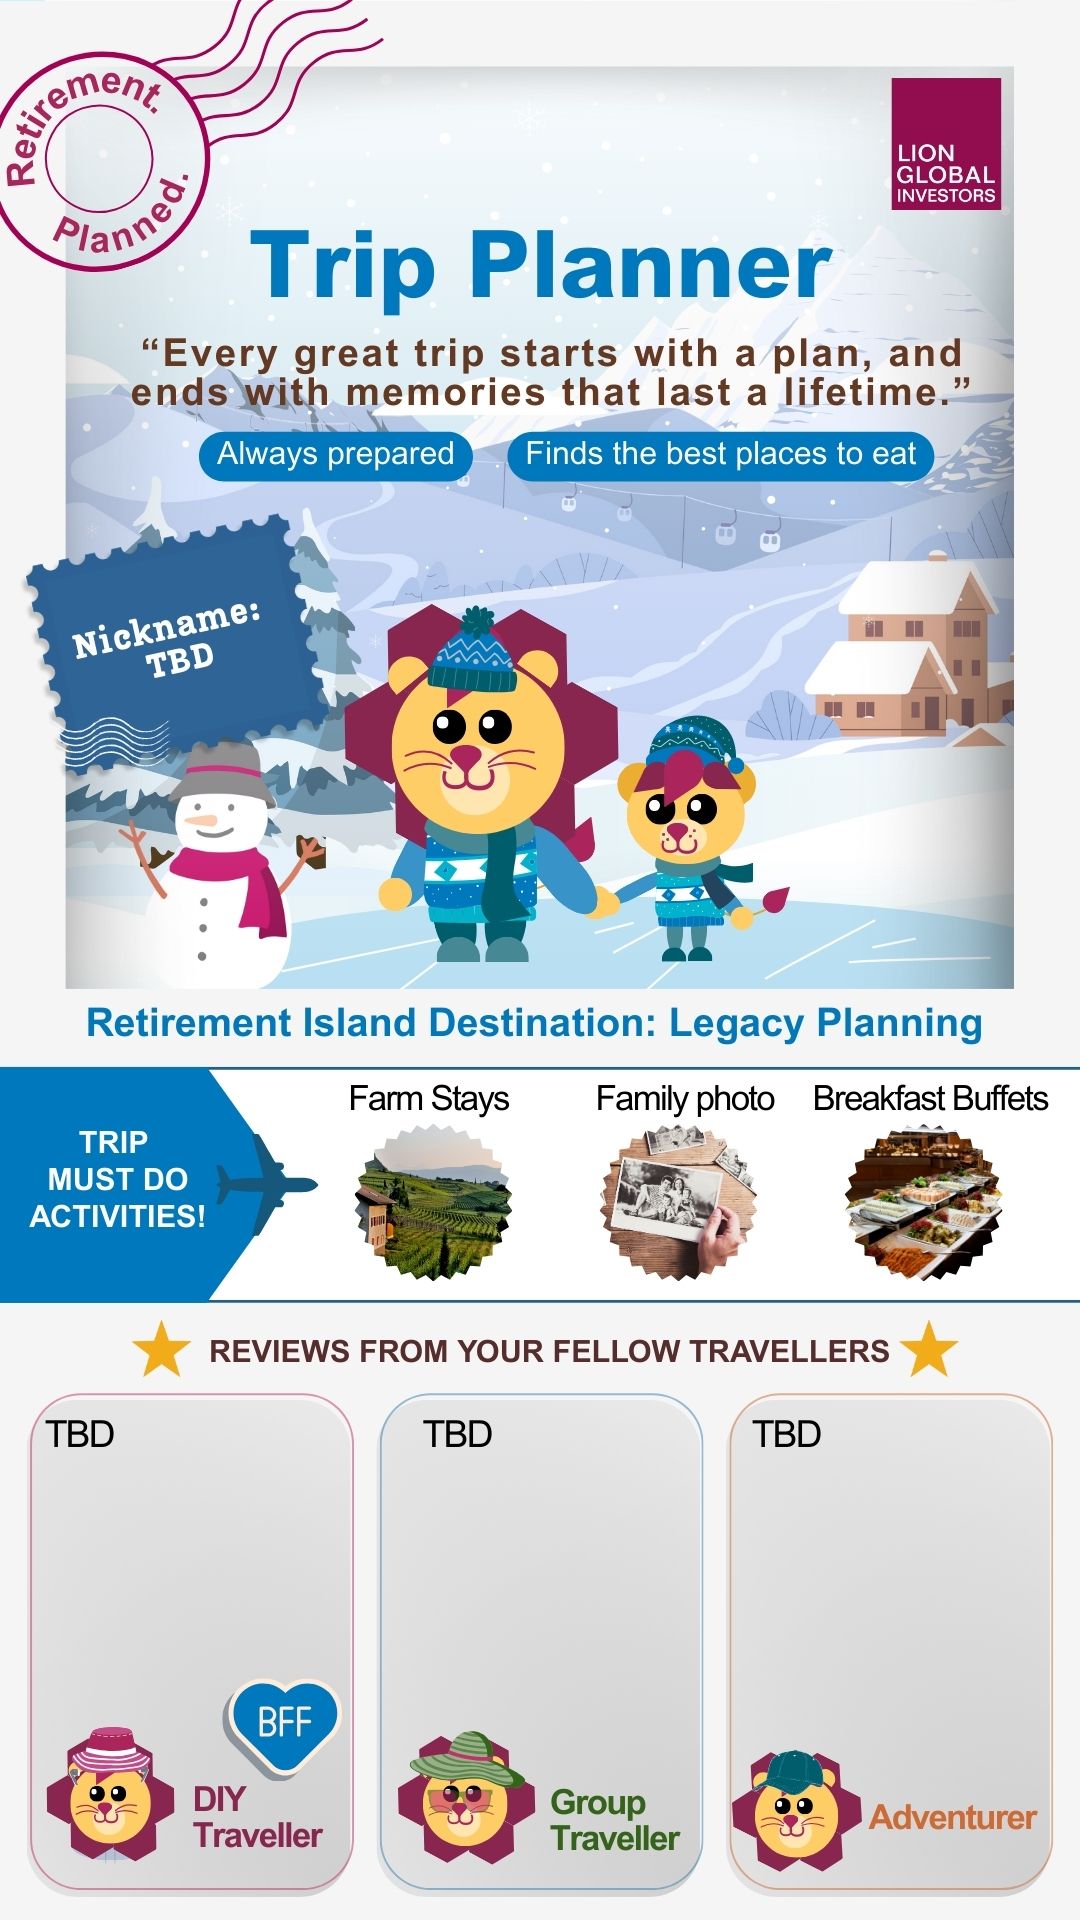 Retirement.
Planned.
LION
GLOBAL
INVESTORS
Trip Planner
“Every great trip starts with a plan, and
ends with memories that last a lifetime.”
Always prepared
Finds the best places to eat
Nickname:
TBD
Retirement Island Destination: Legacy Planning
TRIP
MUST DO
ACTIVITIES!
Farm Stays
Family photo
Breakfast Buffets
REVIEWS FROM YOUR FELLOW TRAVELLERS
TBD
BFF
DIY
Traveller
TBD
Group
Traveller
TBD
Adventurer